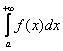 ∫ₐ⁺∞ f(x)dx